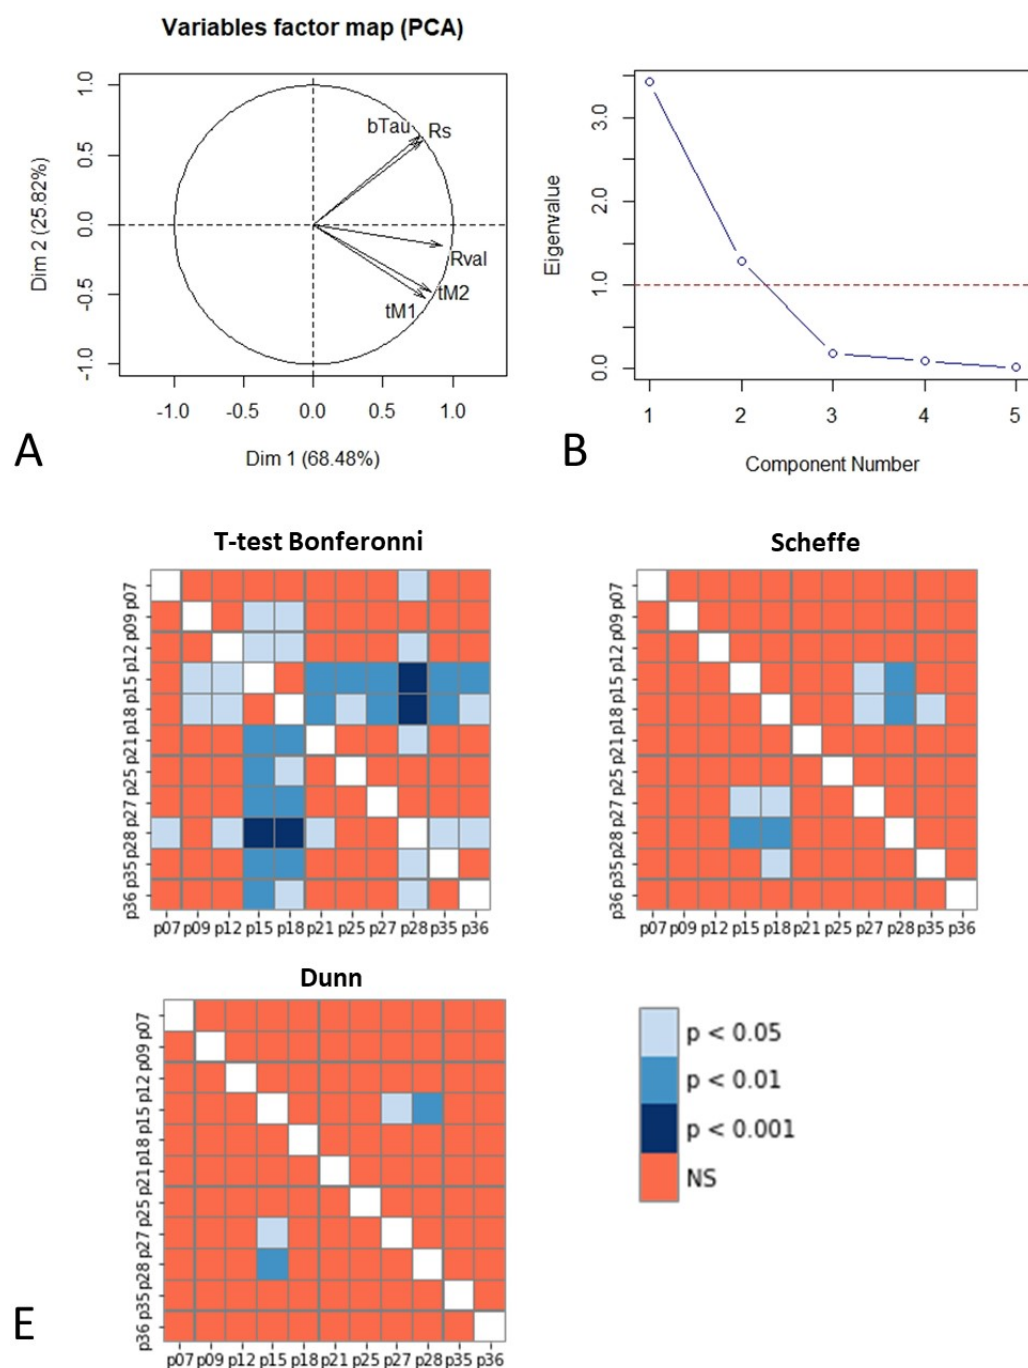 Variables factor map (PCA)
Dim 2 (25.82%)
1.0
0.5
0.0
-0.5
-1.0
bTau
Rs
Rval
tM2
tM1
-1.0 -0.5 0.0 0.5 1.0
Dim 1 (68.48%)
A
Eigenvalue
3.0
2.0
1.0
0.0
1 2 3 4 5
Component Number
B
T-test Bonferonni
p36 p35 p28 p27 p25 p21 p18 p15 p12 p09 p07
p07 p09 p12 p15 p18 p21 p25 p27 p28 p35 p36
Scheffe
p36 p35 p28 p27 p25 p21 p18 p15 p12 p09 p07
p07 p09 p12 p15 p18 p21 p25 p27 p28 p35 p36
Dunn
p36 p35 p28 p27 p25 p21 p18 p15 p12 p09 p07
p07 p09 p12 p15 p18 p21 p25 p27 p28 p35 p36
E
p < 0.05
p < 0.01
p < 0.001
NS